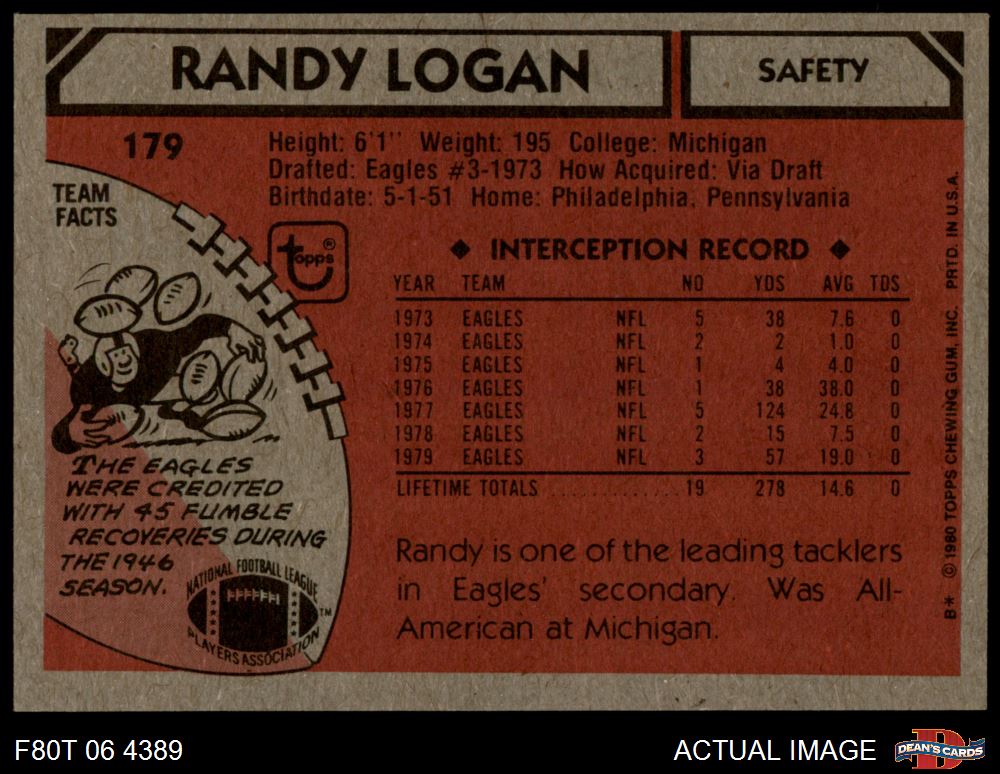 RANDY LOGAN
SAFETY
179
Height: 6'1" Weight: 195 College: Michigan
Drafted: Eagles #3-1973 How Acquired: Via Draft
Birthdate: 5-1-51 Home: Philadelphia, Pennsylvania
TEAM
FACTS
topps®
◆ INTERCEPTION RECORD ◆
YEAR TEAM NO YDS AVG TDS
1973 EAGLES NFL 5 38 7.6 0
1974 EAGLES NFL 2 2 1.0 0
1975 EAGLES NFL 1 4 4.0 0
1976 EAGLES NFL 1 38 38.0 0
1977 EAGLES NFL 5 124 24.8 0
1978 EAGLES NFL 2 15 7.5 0
1979 EAGLES NFL 3 57 19.0 0
LIFETIME TOTALS ............ 19 278 14.6 0
THE EAGLES
WERE CREDITED
WITH 45 FUMBLE
RECOVERIES DURING
THE 1946
SEASON.
NATIONAL FOOTBALL LEAGUE
PLAYERS ASSOCIATION
TM
Randy is one of the leading tacklers
in Eagles' secondary. Was All-
American at Michigan.
B* © 1980 TOPPS CHEWING GUM, INC. PRTD. IN U.S.A.
F80T 06 4389
ACTUAL IMAGE
D
DEAN'S CARDS